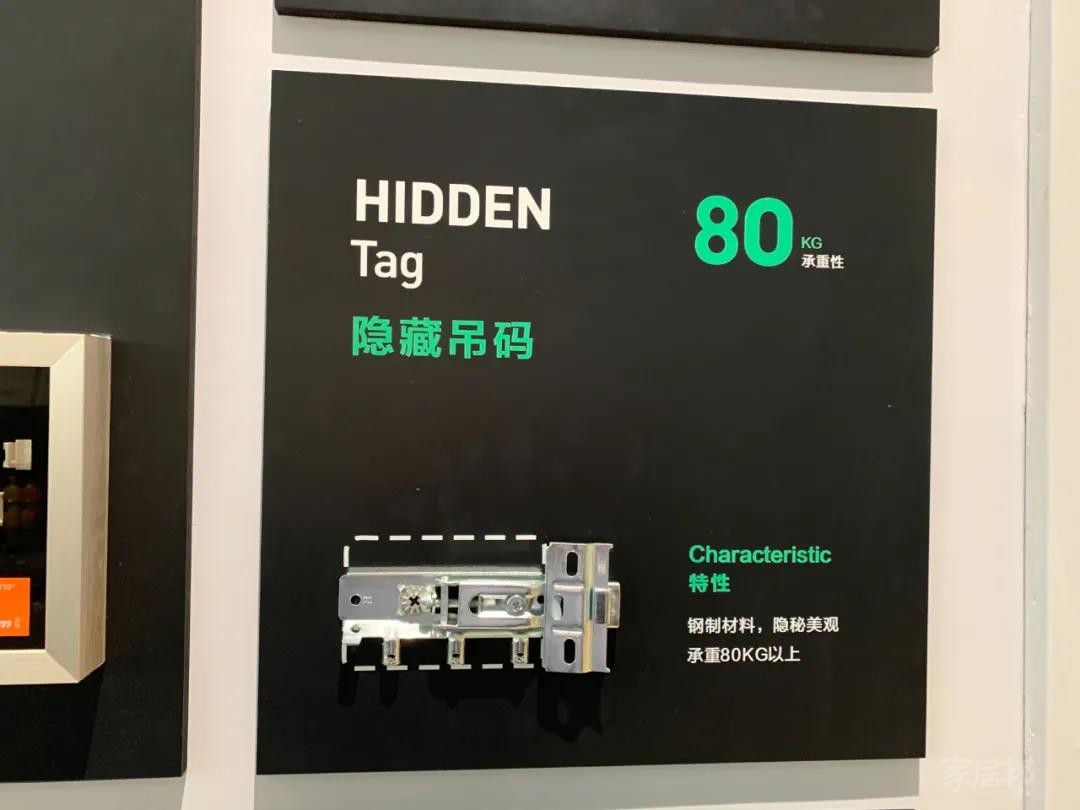 HIDDEN
Tag
隐藏吊码
80
KG
承重性
Characteristic
特性
钢制材料，隐秘美观
承重80KG以上
R
家居邦